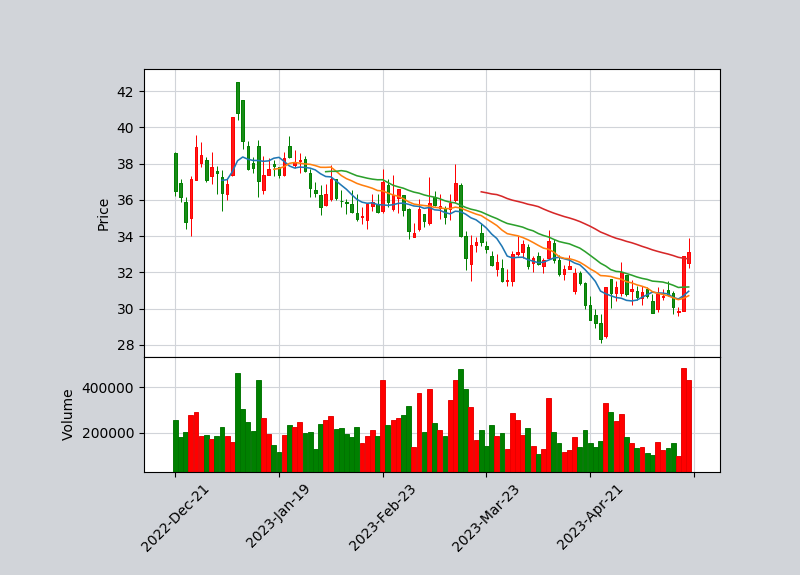 42
40
38
36
34
32
30
28
Price
400000
200000
Volume
2022-Dec-21
2023-Jan-19
2023-Feb-23
2023-Mar-23
2023-Apr-21